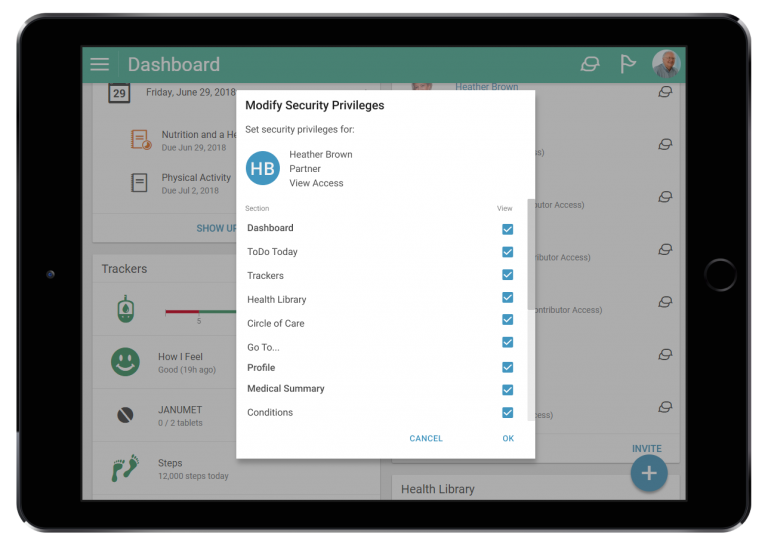 Dashboard
29
Friday, June 29, 2018
Nutrition and a He
Due Jun 29, 2018
Physical Activity
Due Jul 2, 2018
SHOW UP
Trackers
5
How I Feel
Good (19h ago)
JANUMET
0 / 2 tablets
Steps
12,000 steps today
Modify Security Privileges
Set security privileges for:
HB
Heather Brown
Partner
View Access
Section View
Dashboard
ToDo Today
Trackers
Health Library
Circle of Care
Go To...
Profile
Medical Summary
Conditions
CANCEL OK
Heather Brown
ss)
utor Access)
ributor Access)
ontributor Access)
cess)
INVITE
+
Health Library